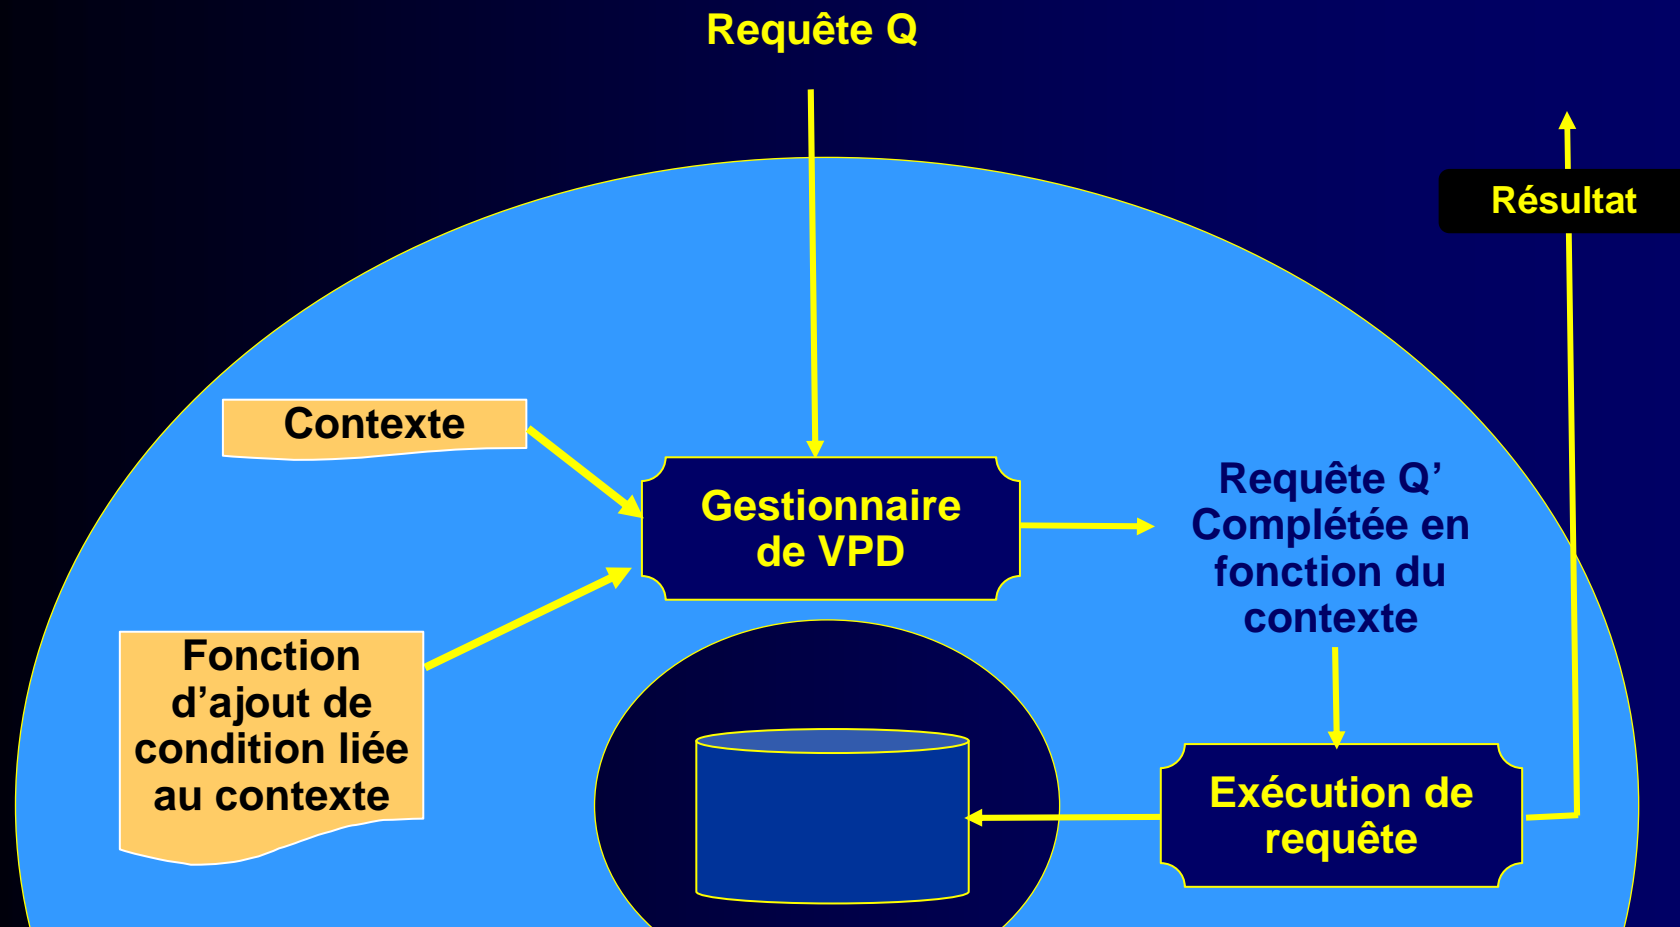 Requête Q
Résultat
Contexte
Gestionnaire
de VPD
Requête Q’
Complétée en
fonction du
contexte
Fonction
d’ajout de
condition liée
au contexte
Exécution de
requête